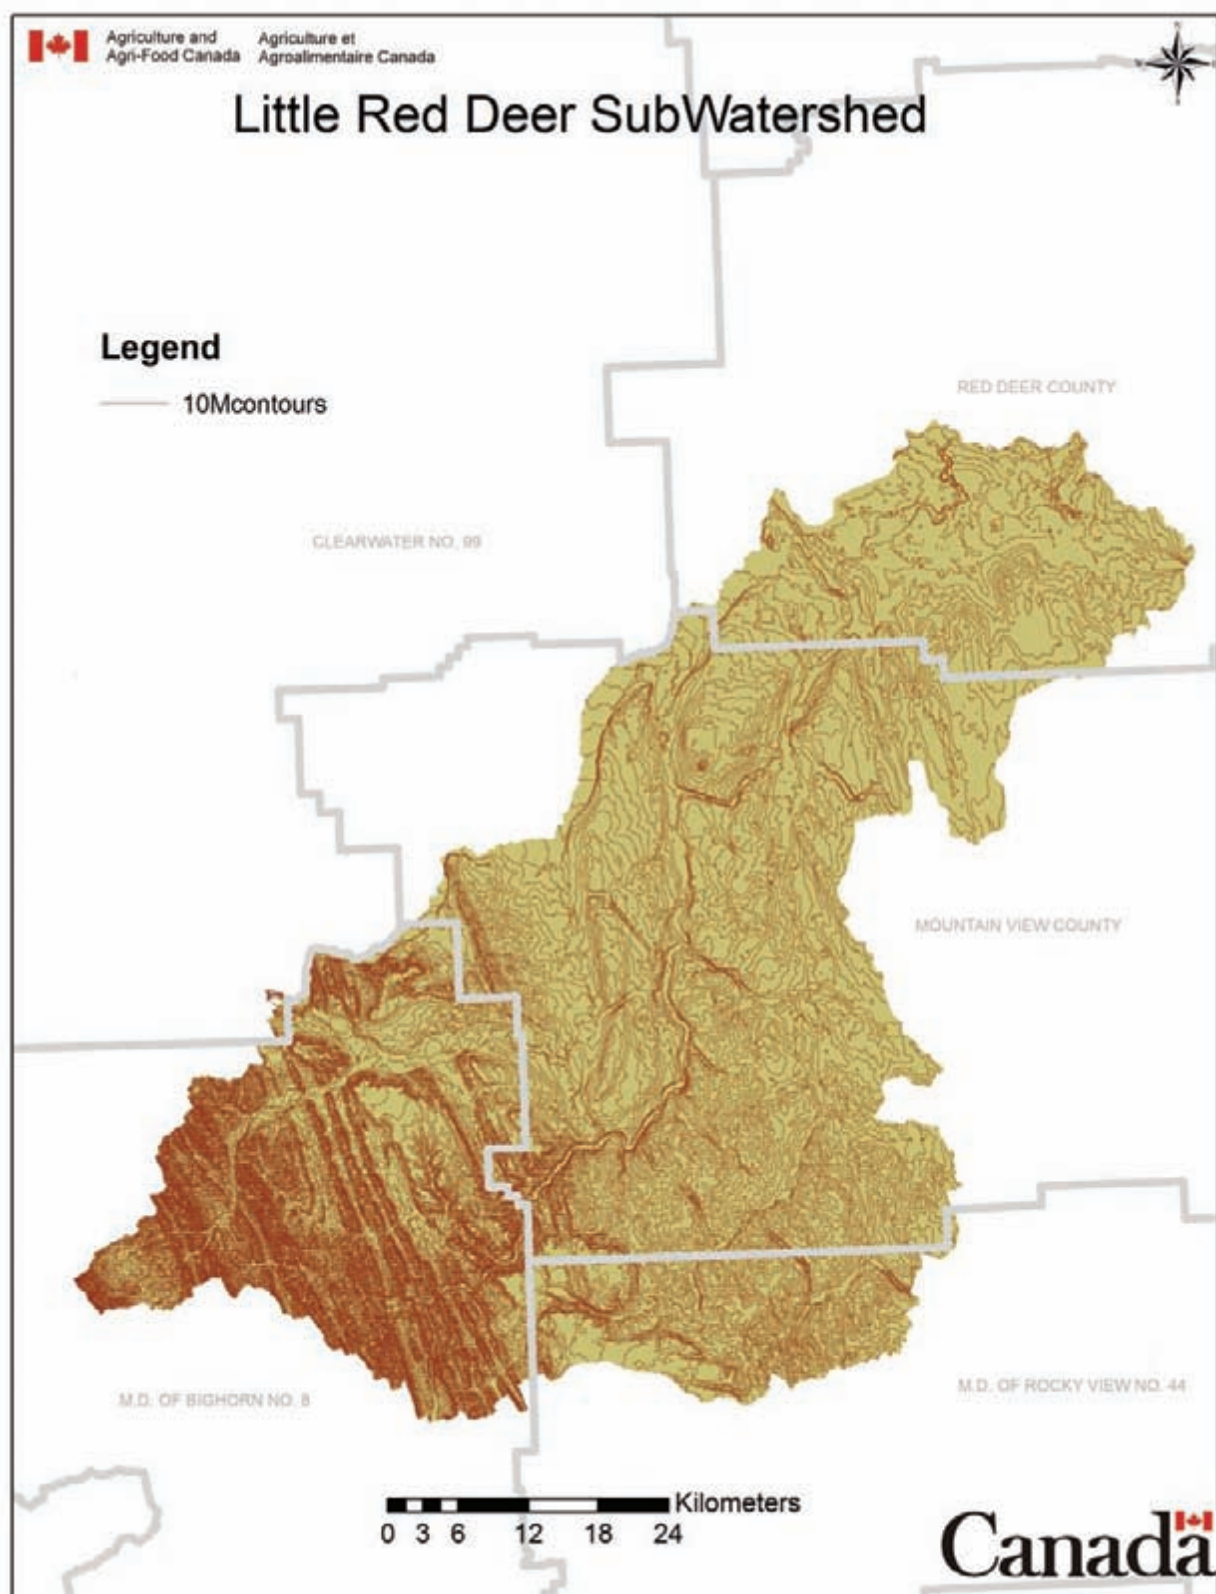 Agriculture and Agriculture et
Agri-Food Canada Agroalimentaire Canada
Little Red Deer SubWatershed
Legend
10Mcontours
RED DEER COUNTY
CLEARWATER NO. 99
MOUNTAIN VIEW COUNTY
M.D. OF BIGHORN NO. 8
M.D. OF ROCKY VIEW NO. 44
Kilometers
0 3 6 12 18 24
Canada